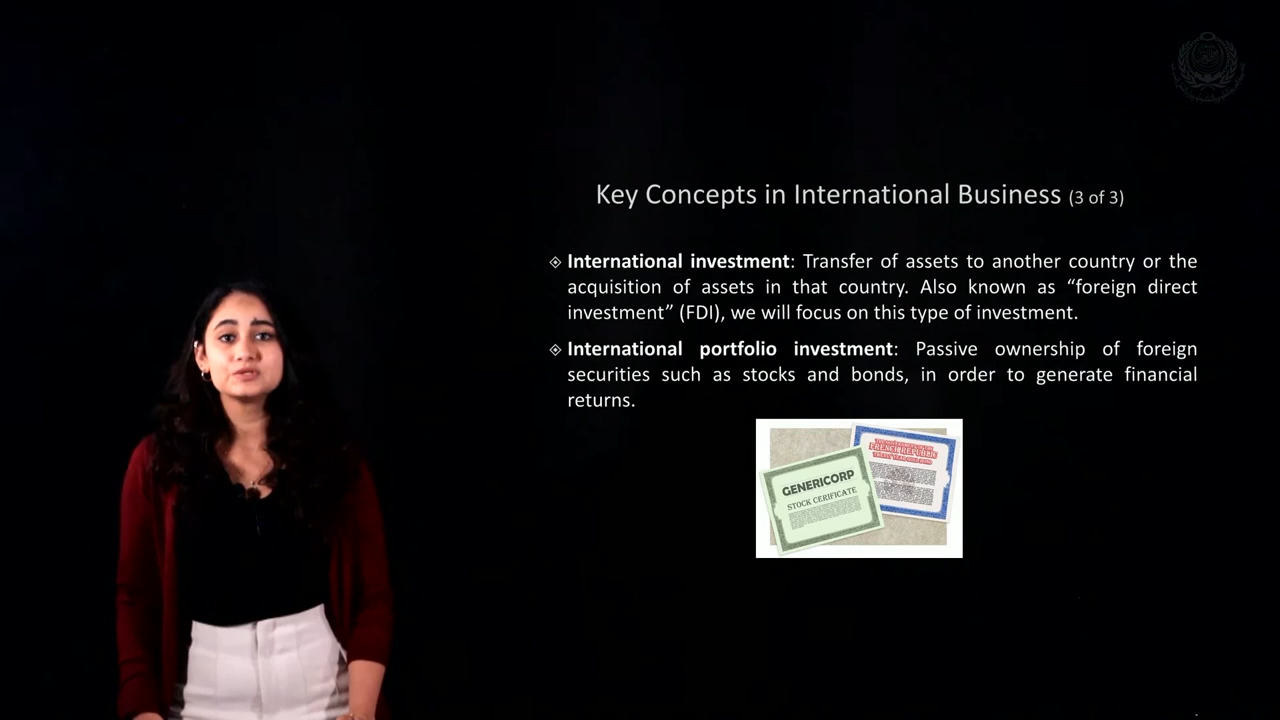 Key Concepts in International Business (3 of 3)
International investment: Transfer of assets to another country or the
acquisition of assets in that country. Also known as “foreign direct
investment” (FDI), we will focus on this type of investment.
International portfolio investment: Passive ownership of foreign
securities such as stocks and bonds, in order to generate financial
returns.
GENERICORP
STOCK CERIFICATE
FRENCH REPUBLIC